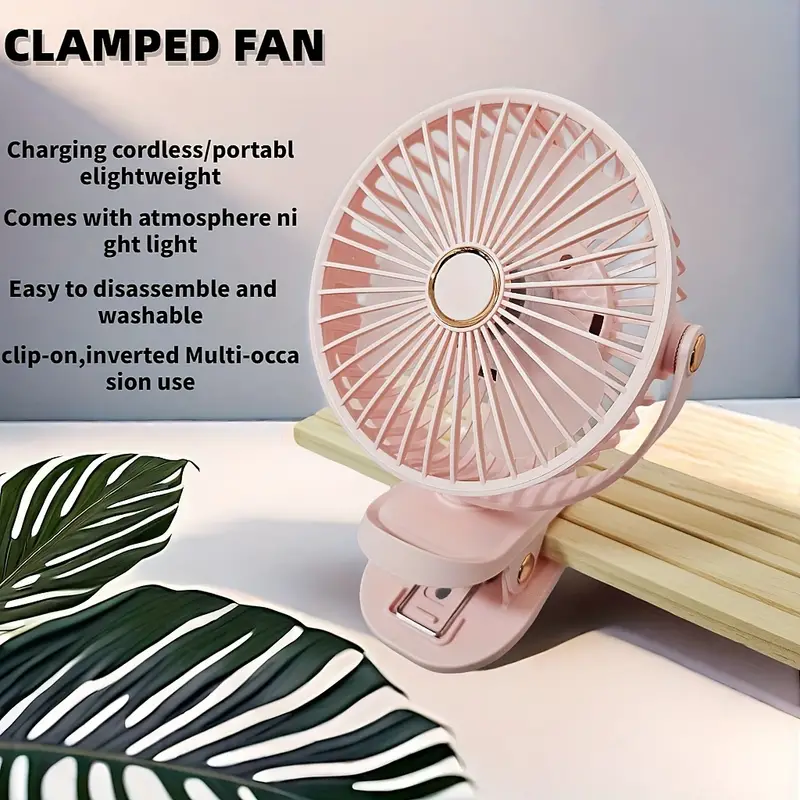 CLAMPED FAN
Charging cordless/portabl
elightweight
Comes with atmosphere ni
ght light
Easy to disassemble and
washable
clip-on,inverted Multi-occa
sion use